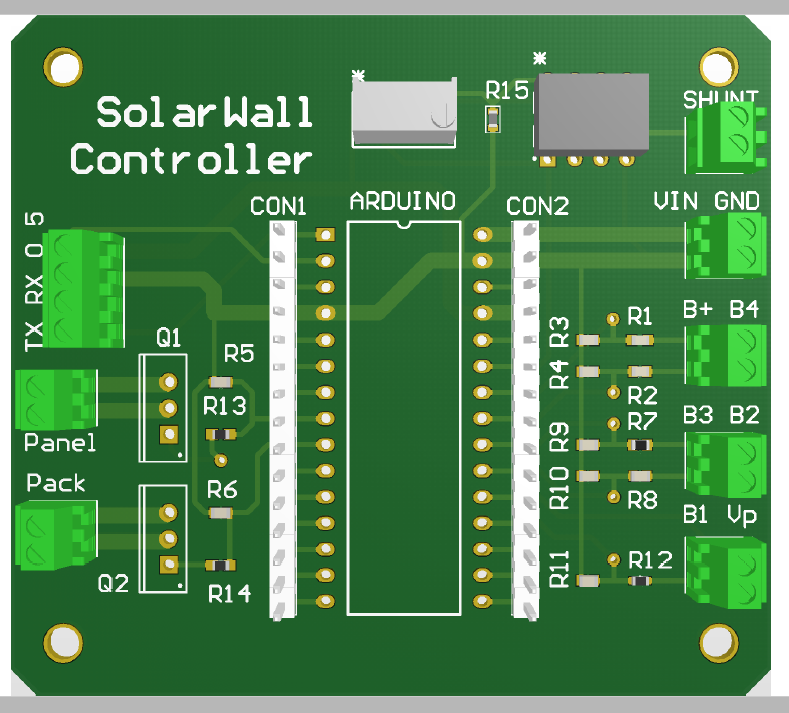 SolarWall
Controller
R15
SHUNT
CON1
ARDUINO
CON2
VIN GND
TX RX 0 5
Q1
R5
R13
Panel
Pack
R6
Q2
R14
R3
R1
B+ B4
R4
R2
R7
B3 B2
R9
R10
R8
B1 Vp
R11
R12